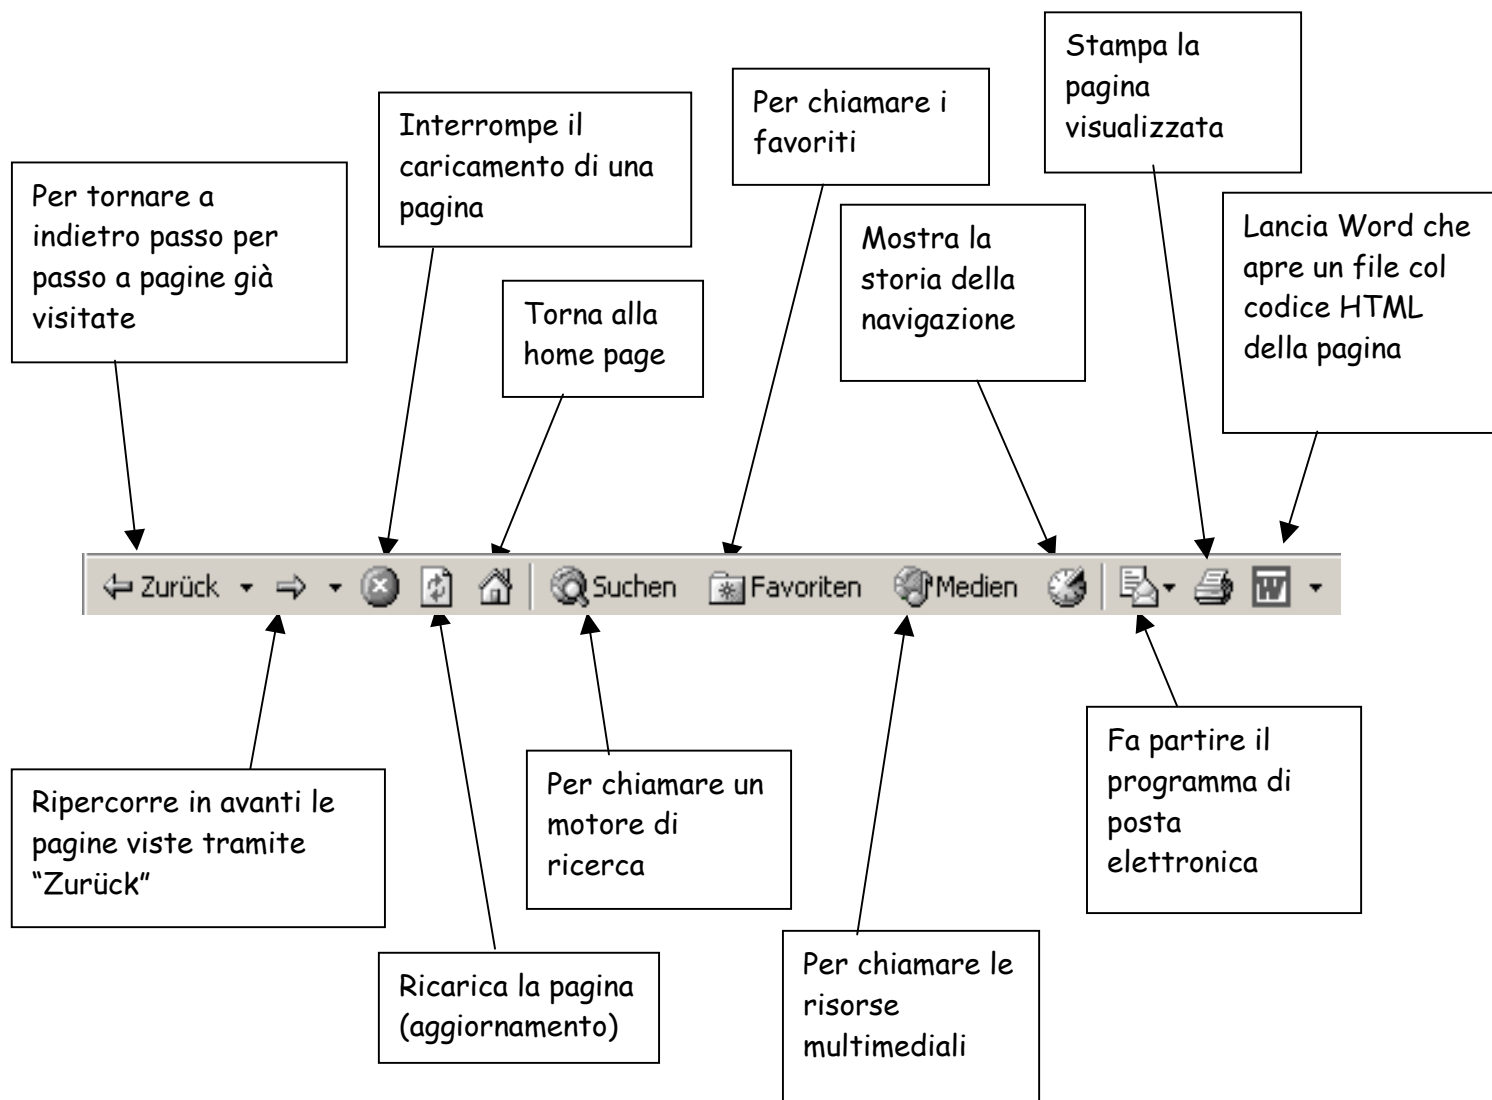 Stampa la
pagina
visualizzata
Per chiamare i
favoriti
Interrompe il
caricamento di una
pagina
Per tornare a
indietro passo per
passo a pagine già
visitate
Mostra la
storia della
navigazione
Lancia Word che
apre un file col
codice HTML
della pagina
Torna alla
home page
Zurück Suchen Favoriten Medien W
Ripercorre in avanti le
pagine viste tramite
“Zurück”
Per chiamare un
motore di
ricerca
Fa partire il
programma di
posta
elettronica
Ricarica la pagina
(aggiornamento)
Per chiamare le
risorse
multimediali